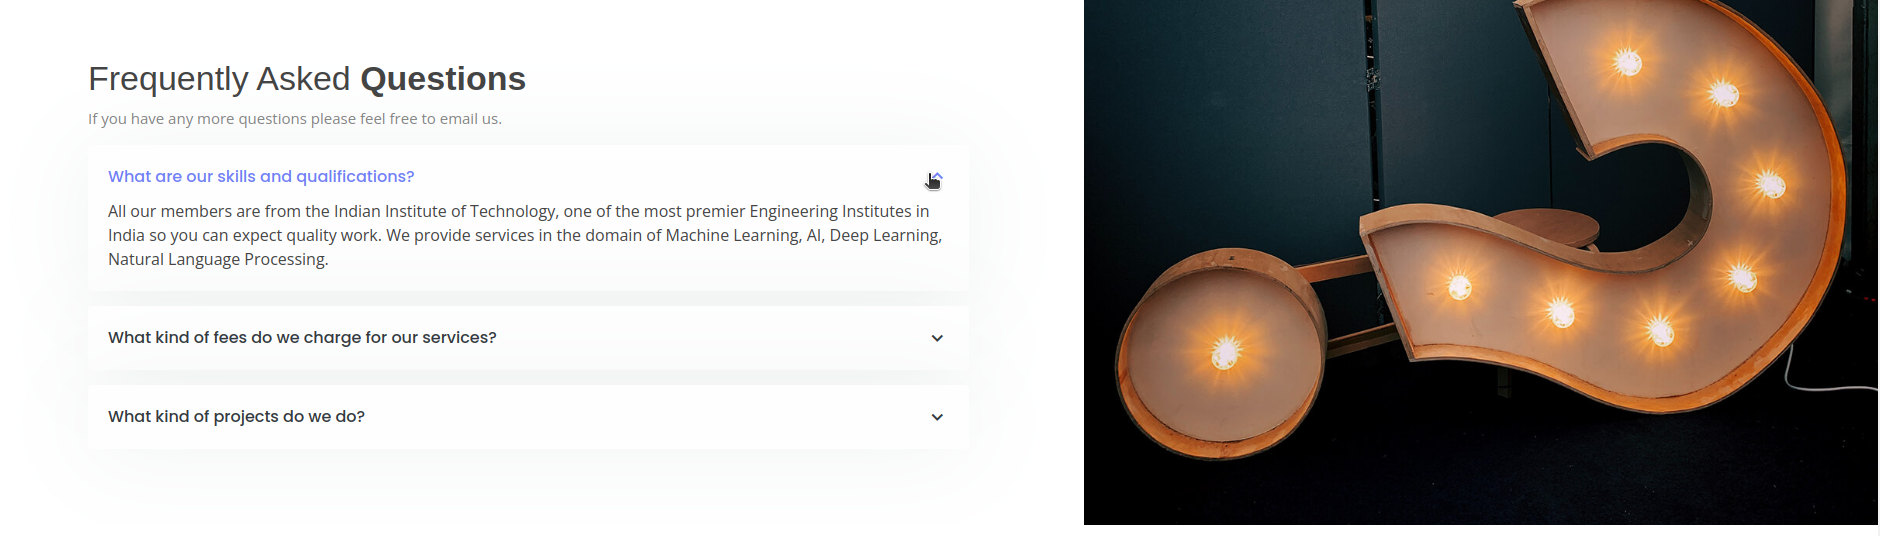 Frequently Asked Questions
If you have any more questions please feel free to email us.
What are our skills and qualifications?
All our members are from the Indian Institute of Technology, one of the most premier Engineering Institutes in
India so you can expect quality work. We provide services in the domain of Machine Learning, AI, Deep Learning,
Natural Language Processing.
What kind of fees do we charge for our services?
What kind of projects do we do?